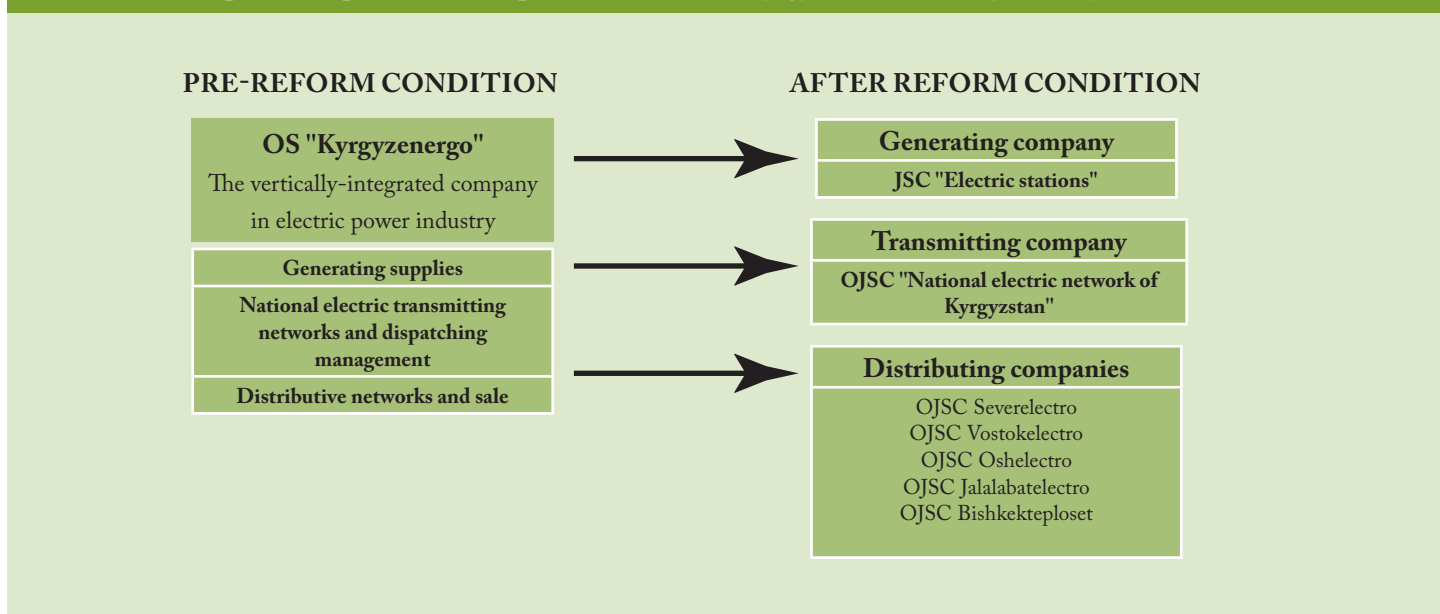 PRE-REFORM CONDITION
OS "Kyrgyzenergo"
The vertically-integrated company
in electric power industry
Generating supplies
National electric transmitting
networks and dispatching
management
Distributive networks and sale
AFTER REFORM CONDITION
Generating company
JSC "Electric stations"
Transmitting company
OJSC "National electric network of
Kyrgyzstan"
Distributing companies
OJSC Severelectro
OJSC Vostokelectro
OJSC Oshelectro
OJSC Jalalabatelectro
OJSC Bishkekteploset